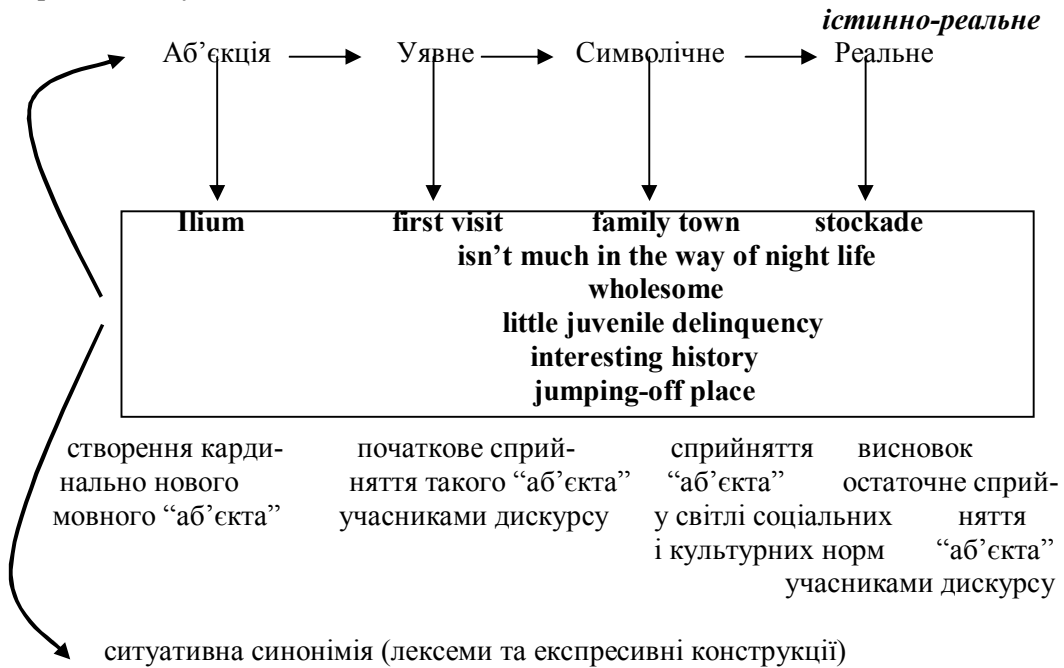 істинно-реальне
Аб’єкція Уявне Символічне Реальне
Ilium first visit family town stockade
isn’t much in the way of night life
wholesome
little juvenile delinquency
interesting history
jumping-off place
створення карди- початкове сприй- сприйняття висновок
нально нового няття такого “аб’єкта” “аб’єкта” остаточне сприй-
мовного “аб’єкта” учасниками дискурсу у світлі соціальних няття
і культурних норм “аб’єкта”
учасниками дискурсу
ситуативна синонімія (лексеми та експресивні конструкції)